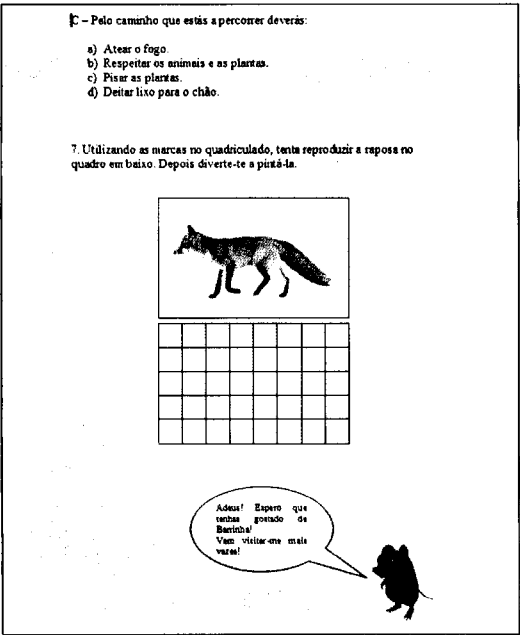 C – Pelo caminho que estás a percorrer deverás:
a) Atear o fogo.
b) Respeitar os animais e as plantas.
c) Pisar as plantas.
d) Deitar lixo para o chão.
7. Utilizando as marcas no quadriculado, tenta reproduzir a raposa no
quadro em baixo. Depois diverte-te a pintá-la.
Adeus! Espero que
tenhas gostado da
Barrinha!
Vem visitar-me mais
vezes!